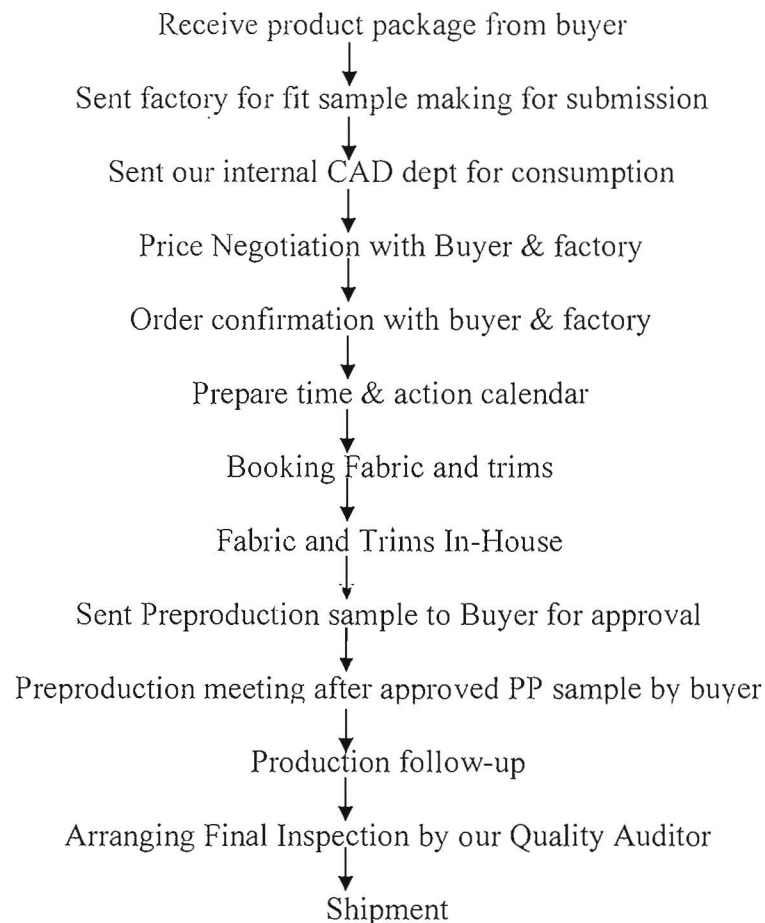 Receive product package from buyer
Sent factory for fit sample making for submission
Sent our internal CAD dept for consumption
Price Negotiation with Buyer & factory
Order confirmation with buyer & factory
Prepare time & action calendar
Booking Fabric and trims
Fabric and Trims In-House
Sent Preproduction sample to Buyer for approval
Preproduction meeting after approved PP sample by buyer
Production follow-up
Arranging Final Inspection by our Quality Auditor
Shipment